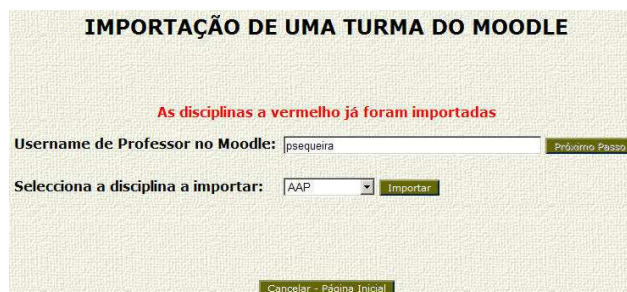 IMPORTAÇÃO DE UMA TURMA DO MOODLE
As disciplinas a vermelho já foram importadas
Username de Professor no Moodle: psequeira Próximo Passo
Selecciona a disciplina a importar: AAP Importar
Cancelar - Página Inicial